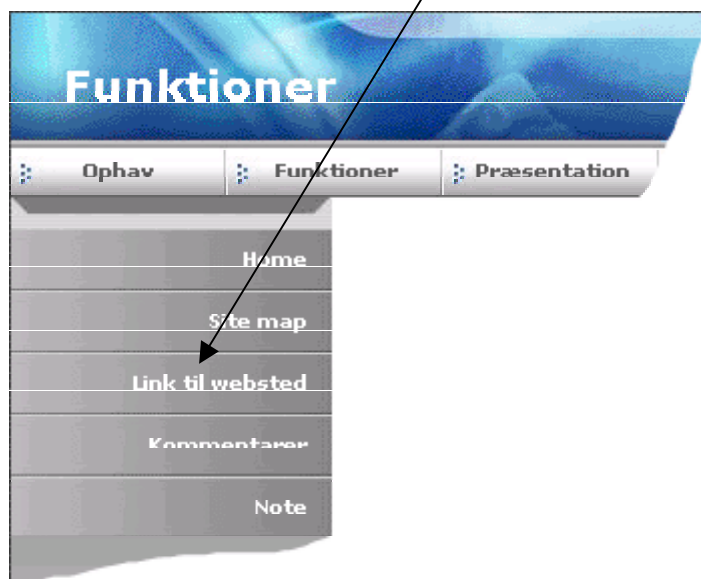 Funktioner
Ophav Funktioner Præsentation
Home
Site map
Link til websted
Kommentarer
Note